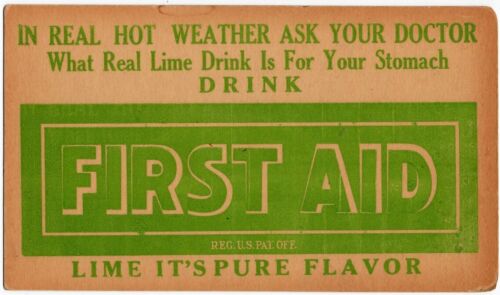 IN REAL HOT WEATHER ASK YOUR DOCTOR
What Real Lime Drink Is For Your Stomach
DRINK
FIRST AID
REG. U.S. PAT. OFF.
LIME IT'S PURE FLAVOR